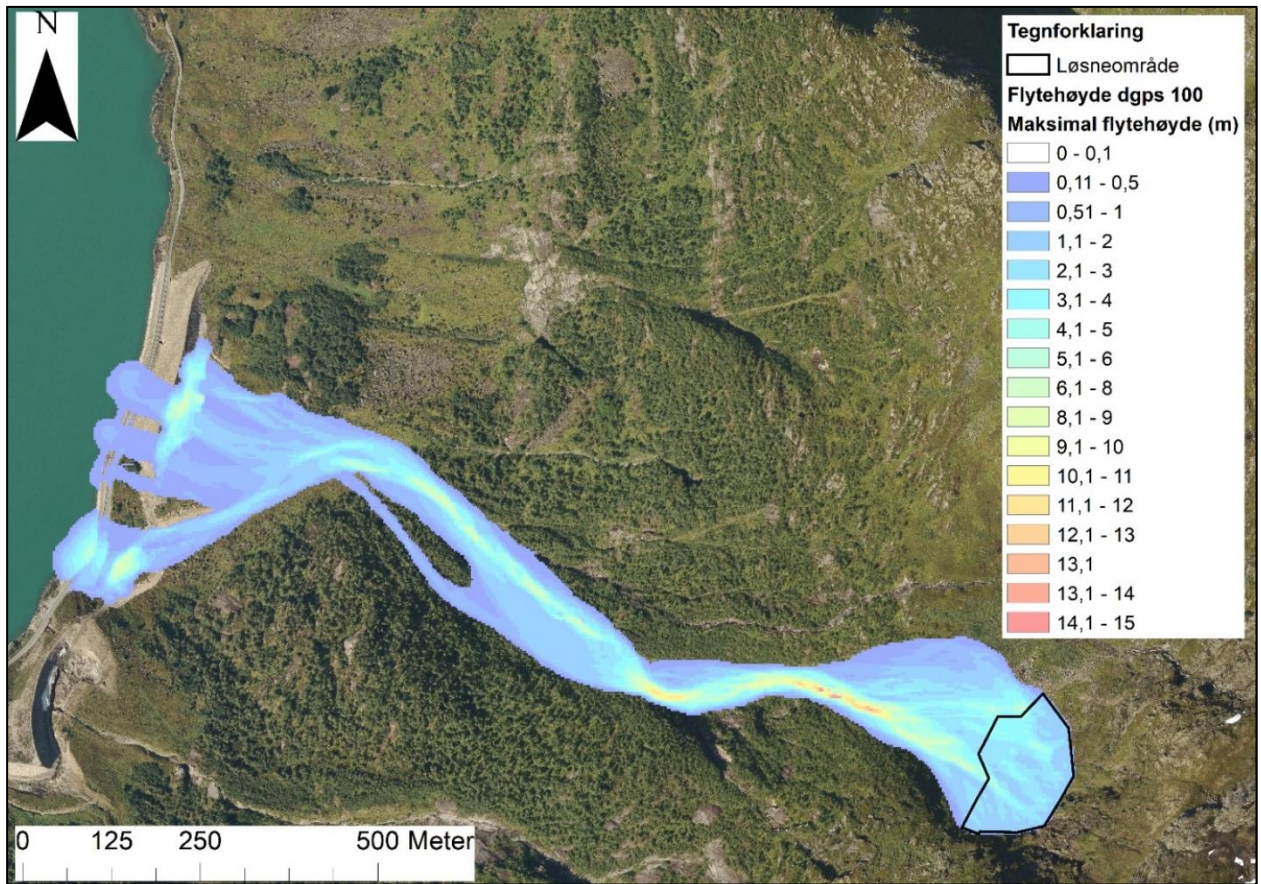 N
Tegnforklaring
Løsneområde
Flytehøyde dgps 100
Maksimal flytehøyde (m)
0 - 0,1
0,11 - 0,5
0,51 - 1
1,1 - 2
2,1 - 3
3,1 - 4
4,1 - 5
5,1 - 6
6,1 - 8
8,1 - 9
9,1 - 10
10,1 - 11
11,1 - 12
12,1 - 13
13,1
13,1 - 14
14,1 - 15
0 125 250 500 Meter